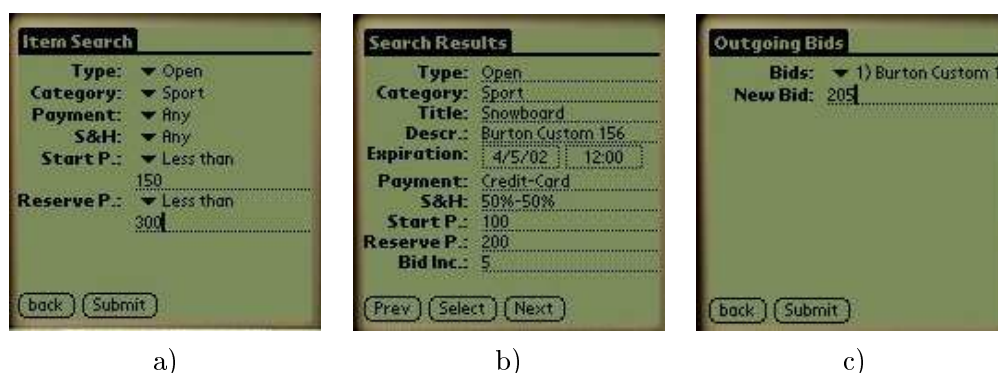 Item Search
Type: Open
Category: Sport
Payment: Any
S&H: Any
Start P.: Less than
150
Reserve P.: Less than
300
back Submit
a)
Search Results
Type: Open
Category: Sport
Title: Snowboard
Descr.: Burton Custom 156
Expiration: 4/5/02 12:00
Payment: Credit-Card
S&H: 50%-50%
Start P.: 100
Reserve P.: 200
Bid Inc.: 5
Prev Select Next
b)
Outgoing Bids
Bids: 1) Burton Custom 1
New Bid: 205
back Submit
c)